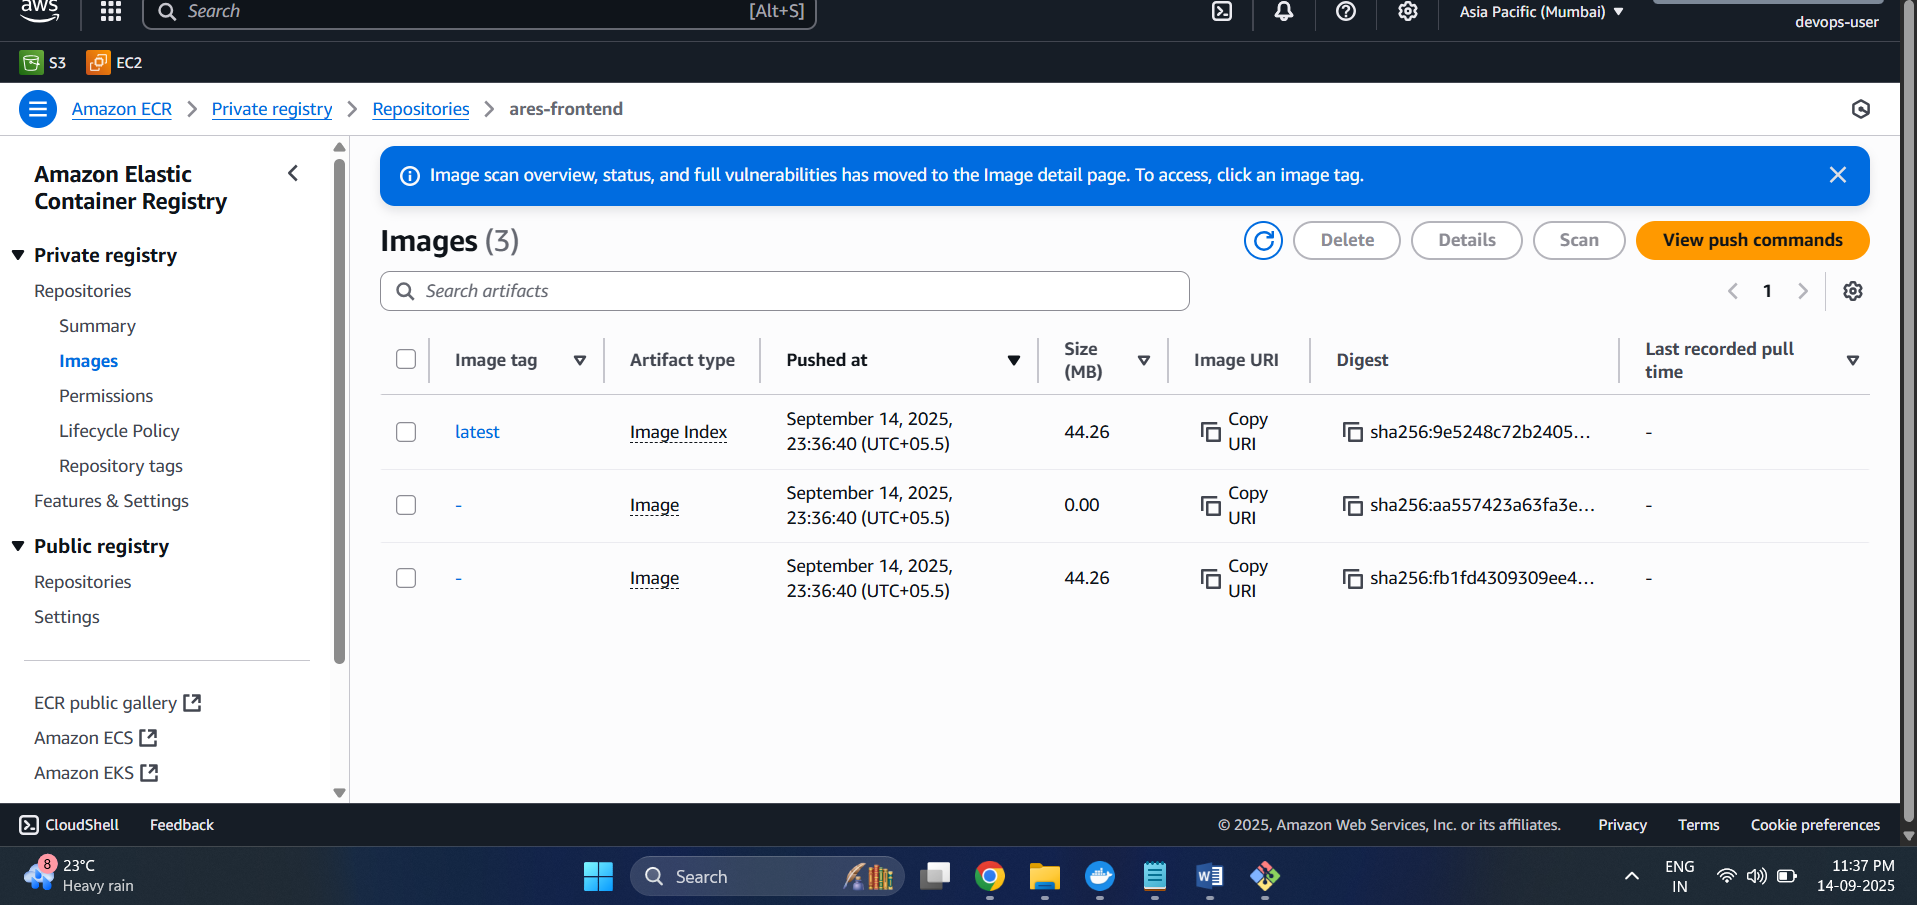 aws
Search
[Alt+S]
Asia Pacific (Mumbai)
devops-user
S3
EC2
Amazon ECR
Private registry
Repositories
ares-frontend
Amazon Elastic
Container Registry
Private registry
Repositories
Summary
Images
Permissions
Lifecycle Policy
Repository tags
Features & Settings
Public registry
Repositories
Settings
ECR public gallery
Amazon ECS
Amazon EKS
Image scan overview, status, and full vulnerabilities has moved to the Image detail page. To access, click an image tag.
Images (3)
Delete
Details
Scan
View push commands
Search artifacts
1
Image tag
Artifact type
Pushed at
Size
(MB)
Image URI
Digest
Last recorded pull
time
latest
Image Index
September 14, 2025,
23:36:40 (UTC+05.5)
44.26
Copy
URI
sha256:9e5248c72b2405...
-
-
Image
September 14, 2025,
23:36:40 (UTC+05.5)
0.00
Copy
URI
sha256:aa557423a63fa3e...
-
-
Image
September 14, 2025,
23:36:40 (UTC+05.5)
44.26
Copy
URI
sha256:fb1fd4309309ee4...
-
CloudShell
Feedback
© 2025, Amazon Web Services, Inc. or its affiliates.
Privacy
Terms
Cookie preferences
8
23°C
Heavy rain
Search
W
ENG
IN
11:37 PM
14-09-2025